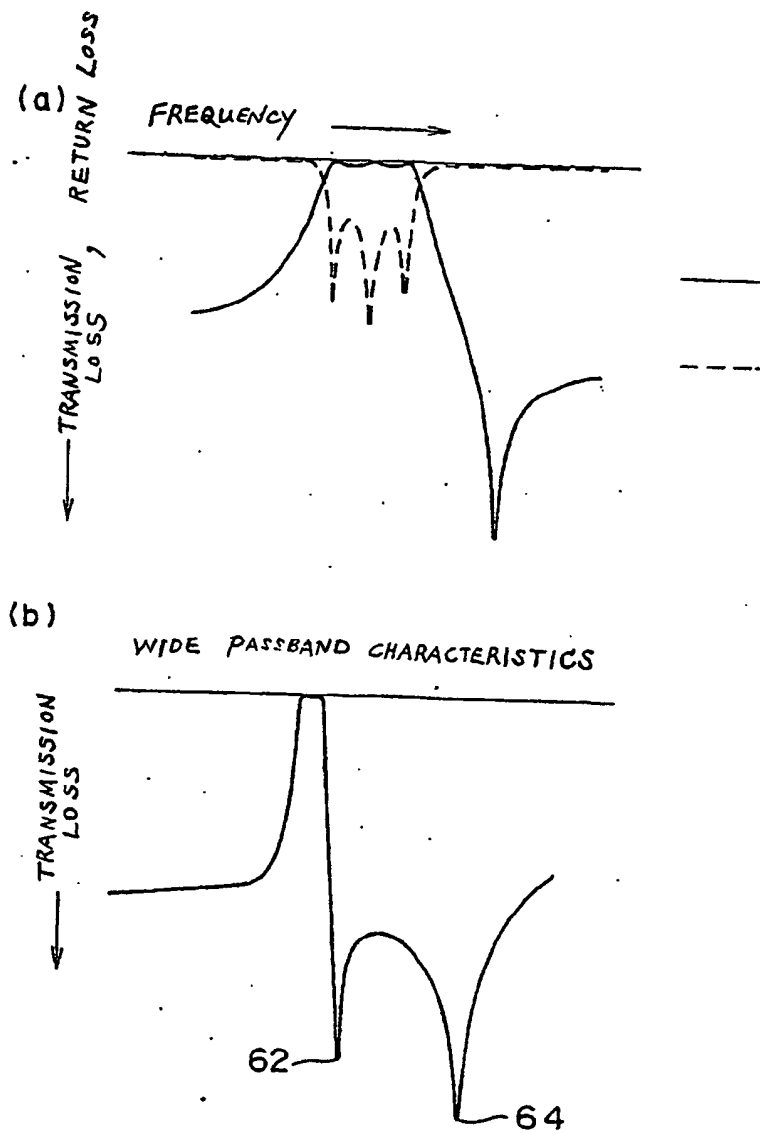 (a)
FREQUENCY
TRANSMISSION
LOSS, RETURN LOSS
(b)
WIDE PASSBAND CHARACTERISTICS
TRANSMISSION
LOSS
62
64